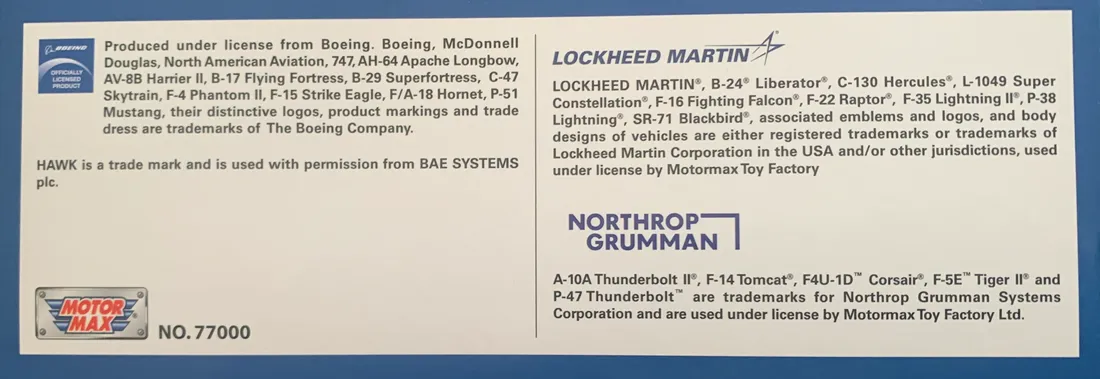 BOEING
OFFICIALLY
LICENSED
PRODUCT
Produced under license from Boeing. Boeing, McDonnell
Douglas, North American Aviation, 747, AH-64 Apache Longbow,
AV-8B Harrier II, B-17 Flying Fortress, B-29 Superfortress, C-47
Skytrain, F-4 Phantom II, F-15 Strike Eagle, F/A-18 Hornet, P-51
Mustang, their distinctive logos, product markings and trade
dress are trademarks of The Boeing Company.
HAWK is a trade mark and is used with permission from BAE SYSTEMS
plc.
MOTOR
MAX
NO. 77000
LOCKHEED MARTIN
LOCKHEED MARTIN®, B-24® Liberator®, C-130 Hercules®, L-1049 Super
Constellation®, F-16 Fighting Falcon®, F-22 Raptor®, F-35 Lightning II®, P-38
Lightning®, SR-71 Blackbird®, associated emblems and logos, and body
designs of vehicles are either registered trademarks or trademarks of
Lockheed Martin Corporation in the USA and/or other jurisdictions, used
under license by Motormax Toy Factory
NORTHROP
GRUMMAN
A-10A Thunderbolt II®, F-14 Tomcat®, F4U-1D™ Corsair®, F-5E™ Tiger II® and
P-47 Thunderbolt™ are trademarks for Northrop Grumman Systems
Corporation and are used under license by Motormax Toy Factory Ltd.